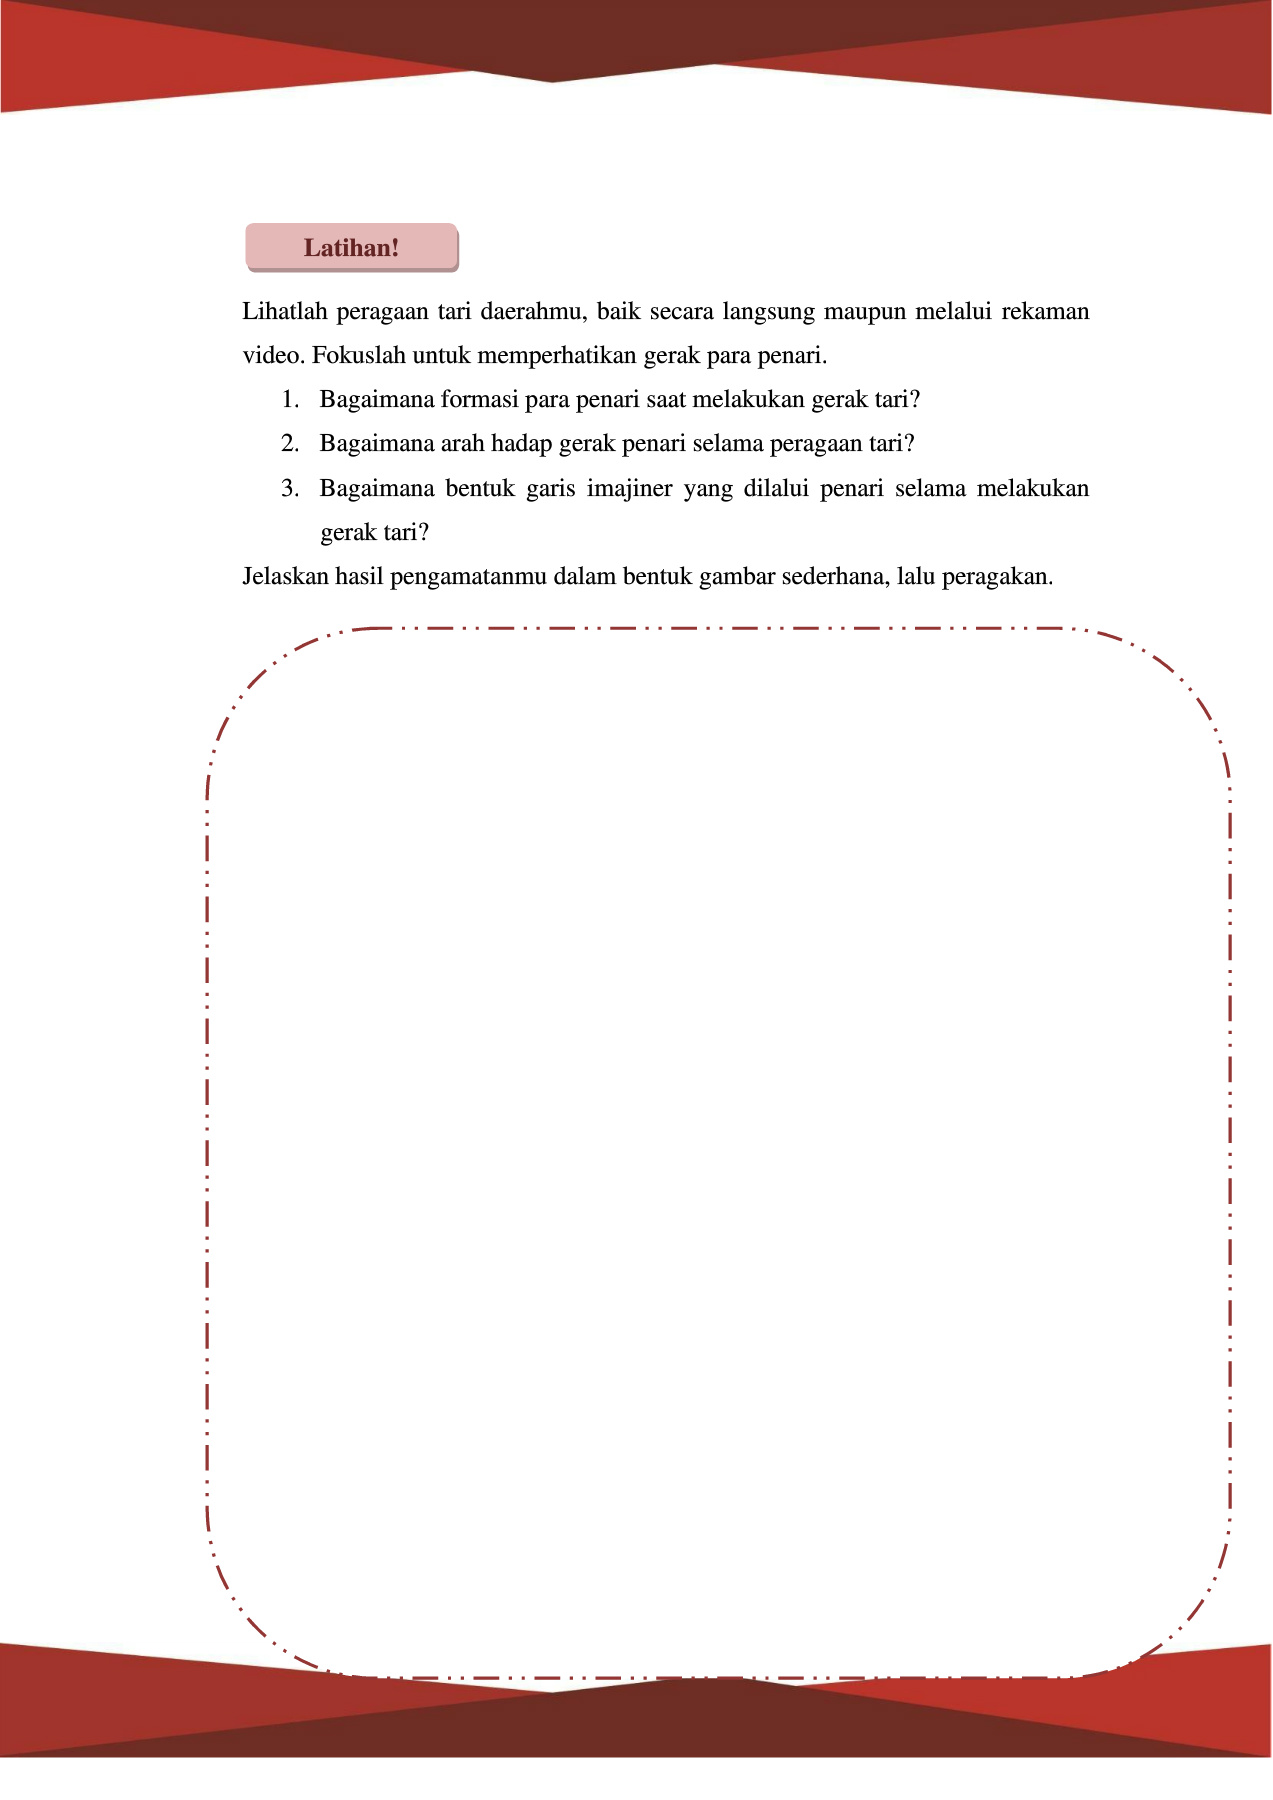 Latihan!
Lihatlah peragaan tari daerahmu, baik secara langsung maupun melalui rekaman
video. Fokuslah untuk memperhatikan gerak para penari.
1. Bagaimana formasi para penari saat melakukan gerak tari?
2. Bagaimana arah hadap gerak penari selama peragaan tari?
3. Bagaimana bentuk garis imajiner yang dilalui penari selama melakukan
gerak tari?
Jelaskan hasil pengamatanmu dalam bentuk gambar sederhana, lalu peragakan.